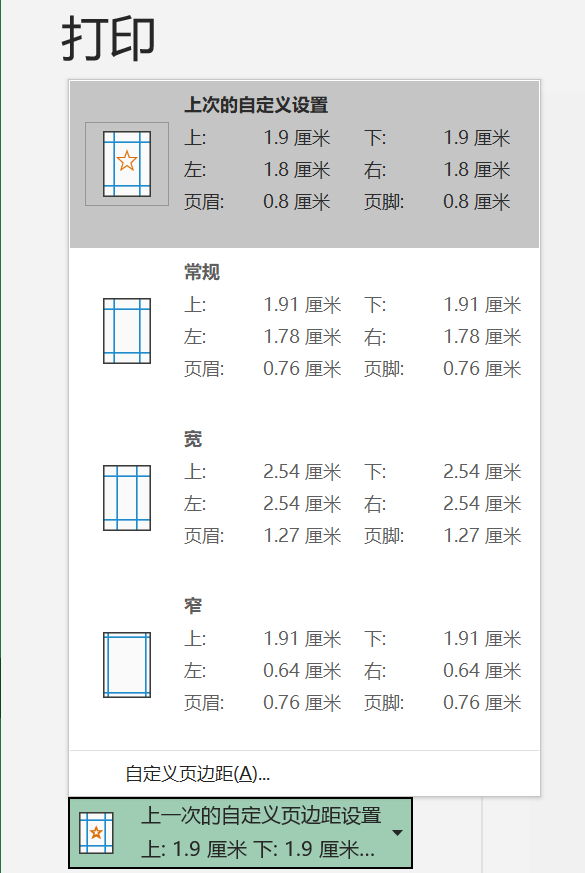 打印
上次的自定义设置
上: 1.9 厘米 下: 1.9 厘米
左: 1.8 厘米 右: 1.8 厘米
页眉: 0.8 厘米 页脚: 0.8 厘米
常规
上: 1.91 厘米 下: 1.91 厘米
左: 1.78 厘米 右: 1.78 厘米
页眉: 0.76 厘米 页脚: 0.76 厘米
宽
上: 2.54 厘米 下: 2.54 厘米
左: 2.54 厘米 右: 2.54 厘米
页眉: 1.27 厘米 页脚: 1.27 厘米
窄
上: 1.91 厘米 下: 1.91 厘米
左: 0.64 厘米 右: 0.64 厘米
页眉: 0.76 厘米 页脚: 0.76 厘米
自定义页边距(A)...
上一次的自定义页边距设置
上: 1.9 厘米 下: 1.9 厘米...